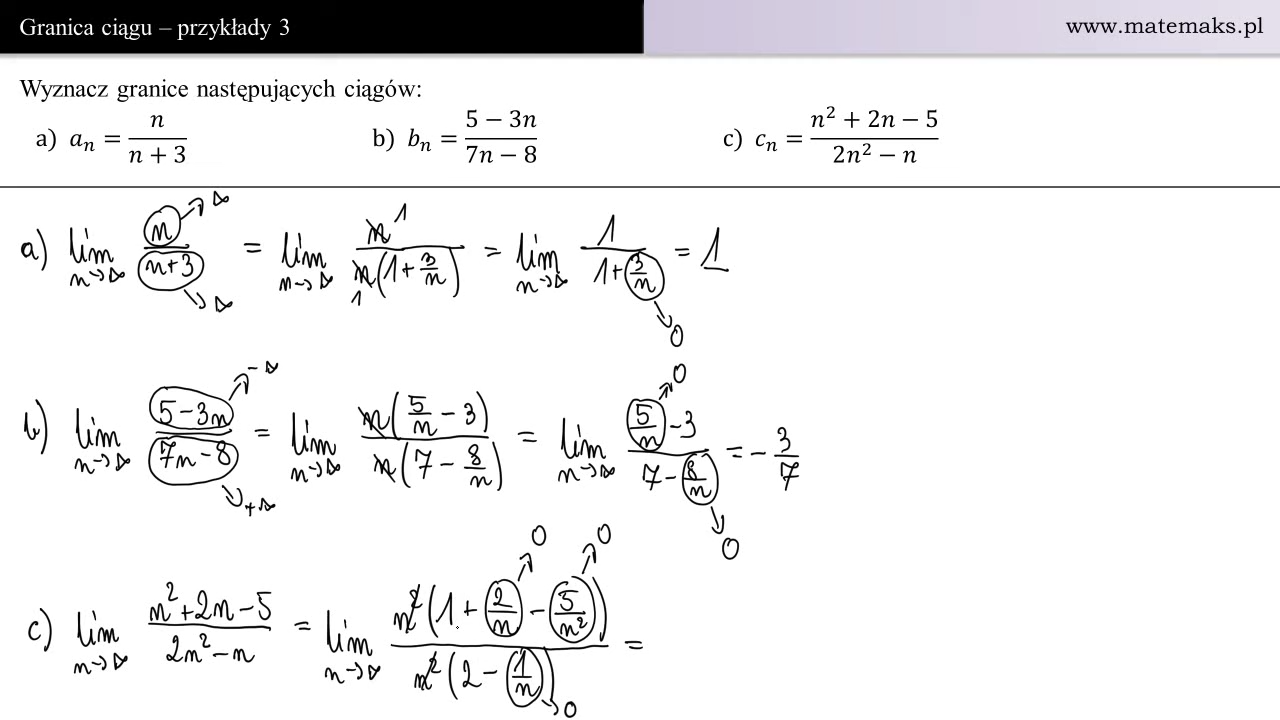 Granica ciągu – przykłady 3
www.matemaks.pl
Wyznacz granice następujących ciągów:
a) aₙ = n/(n + 3) b) bₙ = (5 − 3n)/(7n − 8) c) cₙ = (n² + 2n − 5)/(2n² − n)
a) lim n→∞ n/(n+3) = lim n→∞ n/(n(1+3/n)) = lim n→∞ 1/(1+3/n) = 1
b) lim n→∞ (5−3n)/(7n−8) = lim n→∞ n(5/n − 3)/(n(7 − 8/n)) = lim n→∞ (5/n − 3)/(7 − 8/n) = −3/7
c) lim n→∞ (n²+2n−5)/(2n²−n) = lim n→∞ n²(1 + 2/n − 5/n²)/(n²(2 − 1/n)) =